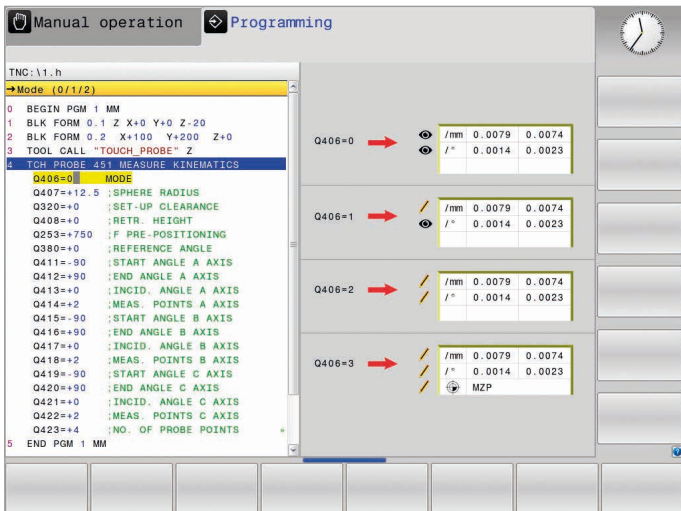 Manual operation
Programming
TNC:\1.h
→Mode (0/1/2)
0 BEGIN PGM 1 MM
1 BLK FORM 0.1 Z X+0 Y+0 Z-20
2 BLK FORM 0.2 X+100 Y+200 Z+0
3 TOOL CALL "TOUCH_PROBE" Z
4 TCH PROBE 451 MEASURE KINEMATICS
Q406=0 MODE
Q407=+12.5 ;SPHERE RADIUS
Q320=+0 ;SET-UP CLEARANCE
Q408=+0 ;RETR. HEIGHT
Q253=+750 ;F PRE-POSITIONING
Q380=+0 ;REFERENCE ANGLE
Q411=-90 ;START ANGLE A AXIS
Q412=+90 ;END ANGLE A AXIS
Q413=+0 ;INCID. ANGLE A AXIS
Q414=+2 ;MEAS. POINTS A AXIS
Q415=-90 ;START ANGLE B AXIS
Q416=+90 ;END ANGLE B AXIS
Q417=+0 ;INCID. ANGLE B AXIS
Q418=+2 ;MEAS. POINTS B AXIS
Q419=-90 ;START ANGLE C AXIS
Q420=+90 ;END ANGLE C AXIS
Q421=+0 ;INCID. ANGLE C AXIS
Q422=+2 ;MEAS. POINTS C AXIS
Q423=+4 ;NO. OF PROBE POINTS
5 END PGM 1 MM
Q406=0
/mm 0.0079 0.0074
/° 0.0014 0.0023
Q406=1
/mm 0.0079 0.0074
/° 0.0014 0.0023
Q406=2
/mm 0.0079 0.0074
/° 0.0014 0.0023
Q406=3
/mm 0.0079 0.0074
/° 0.0014 0.0023
MZP
?